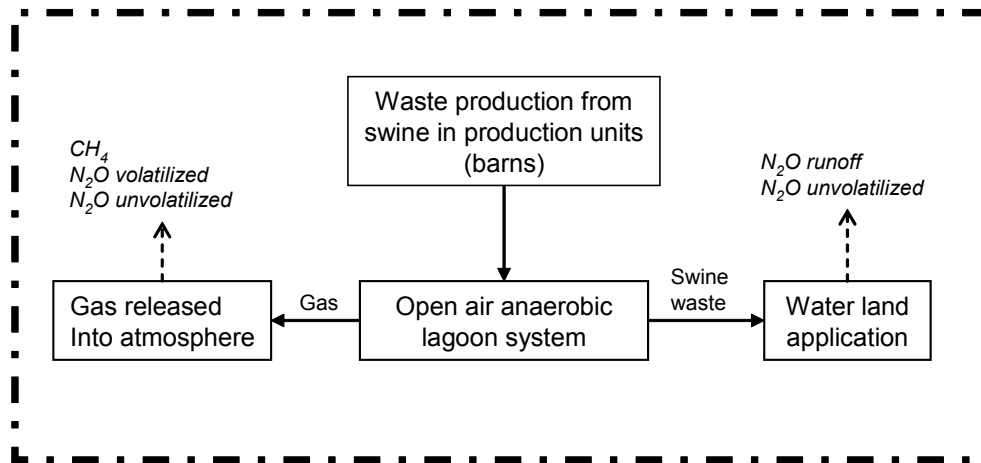 Waste production from
swine in production units
(barns)
CH₄
N₂O volatilized
N₂O unvolatilized
N₂O runoff
N₂O unvolatilized
Gas released
Into atmosphere
Gas
Open air anaerobic
lagoon system
Swine
waste
Water land
application